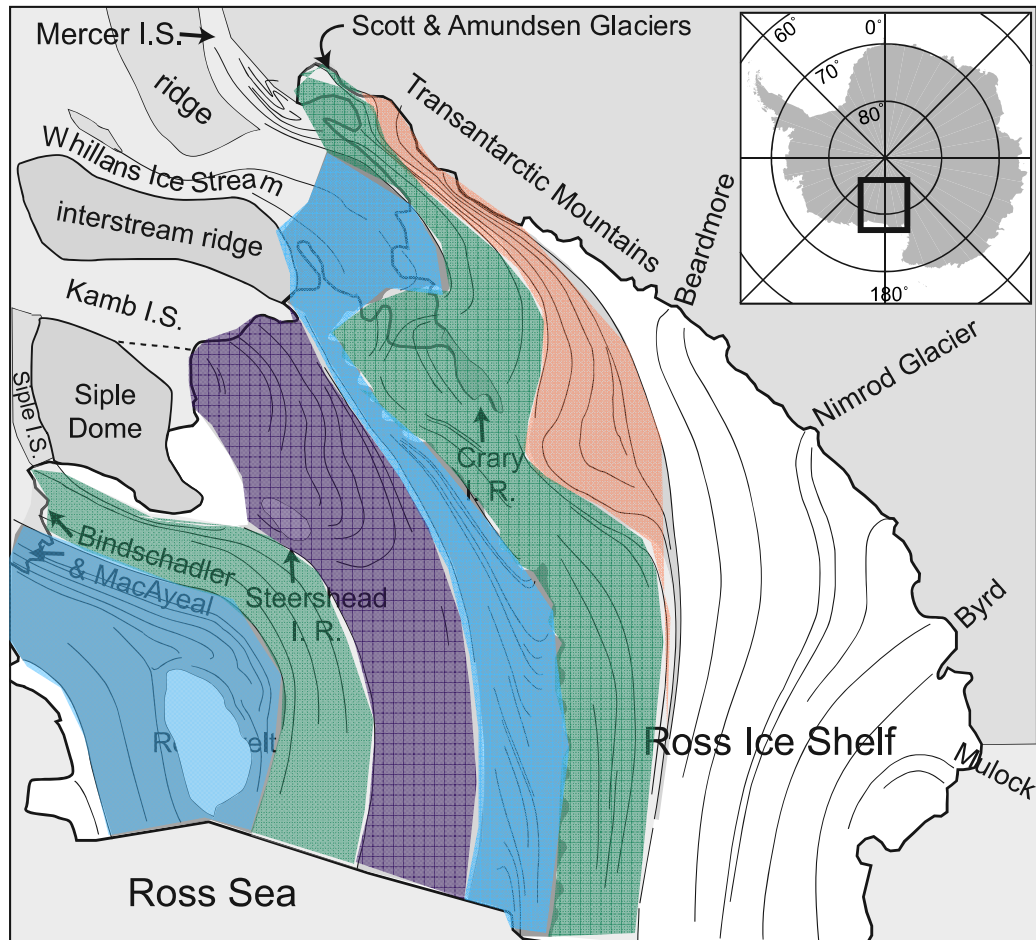 Mercer I.S.
Scott & Amundsen Glaciers
ridge
Transantarctic Mountains
Whillans Ice Stream
interstream ridge
Kamb I.S.
Siple I.S.
Siple
Dome
Beardmore
Nimrod Glacier
Crary
I. R.
Bindschadler
& MacAyeal
Steershead
I. R.
Byrd
Roosevelt
Ross Ice Shelf
Mulock
Ross Sea
60°
0°
70°
80°
180°